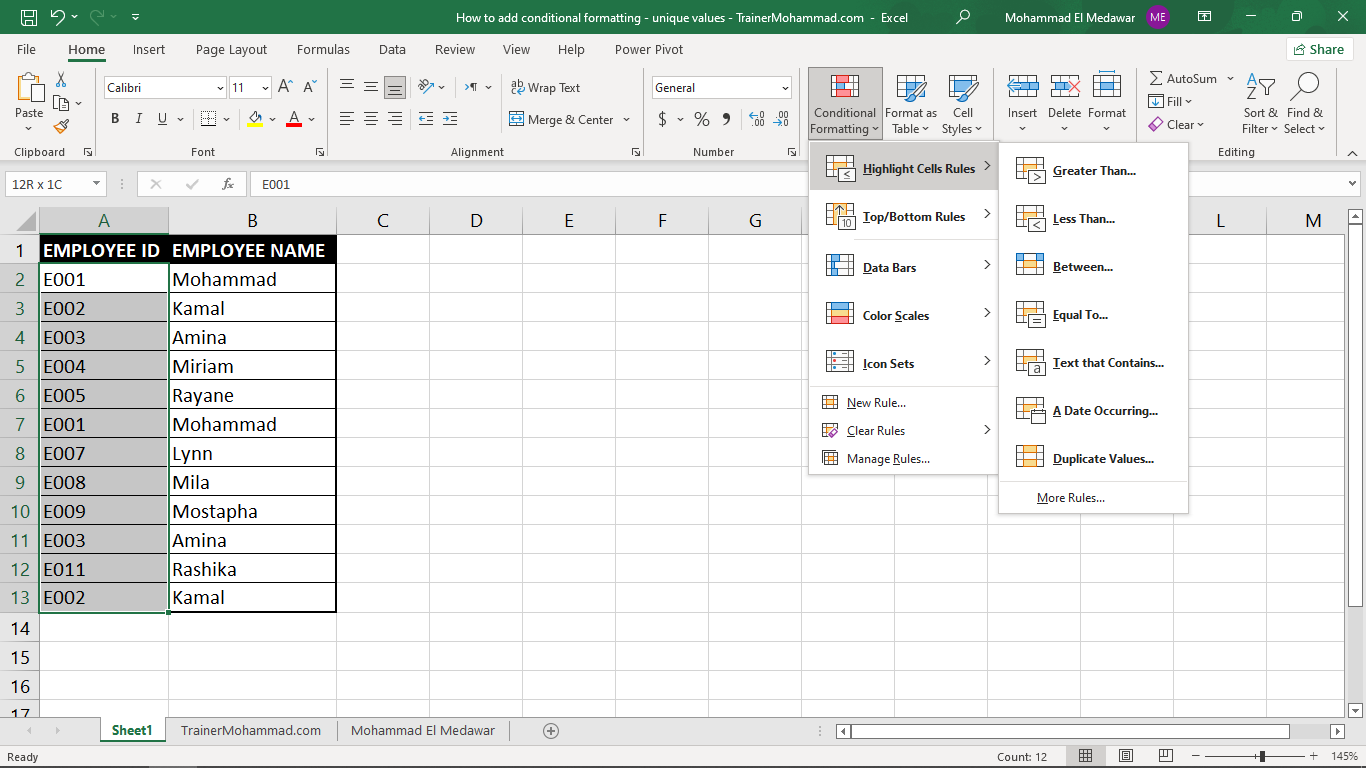 How to add conditional formatting - unique values - TrainerMohammad.com - Excel
Mohammad El Medawar ME
File Home Insert Page Layout Formulas Data Review View Help Power Pivot Share
Paste
Clipboard
Calibri 11
B I U
Font
Wrap Text
Merge & Center
Alignment
General
$ % 9
Number
Conditional Formatting
Format as Table
Cell Styles
Insert
Delete
Format
AutoSum
Fill
Clear
Sort & Filter
Find & Select
Editing
12R x 1C fx E001
Highlight Cells Rules
Top/Bottom Rules
Data Bars
Color Scales
Icon Sets
New Rule...
Clear Rules
Manage Rules...
Greater Than...
Less Than...
Between...
Equal To...
Text that Contains...
A Date Occurring...
Duplicate Values...
More Rules...
A B C D E F G L M
1 EMPLOYEE ID EMPLOYEE NAME
2 E001 Mohammad
3 E002 Kamal
4 E003 Amina
5 E004 Miriam
6 E005 Rayane
7 E001 Mohammad
8 E007 Lynn
9 E008 Mila
10 E009 Mostapha
11 E003 Amina
12 E011 Rashika
13 E002 Kamal
14
15
16
17
Sheet1 TrainerMohammad.com Mohammad El Medawar
Ready Count: 12 145%